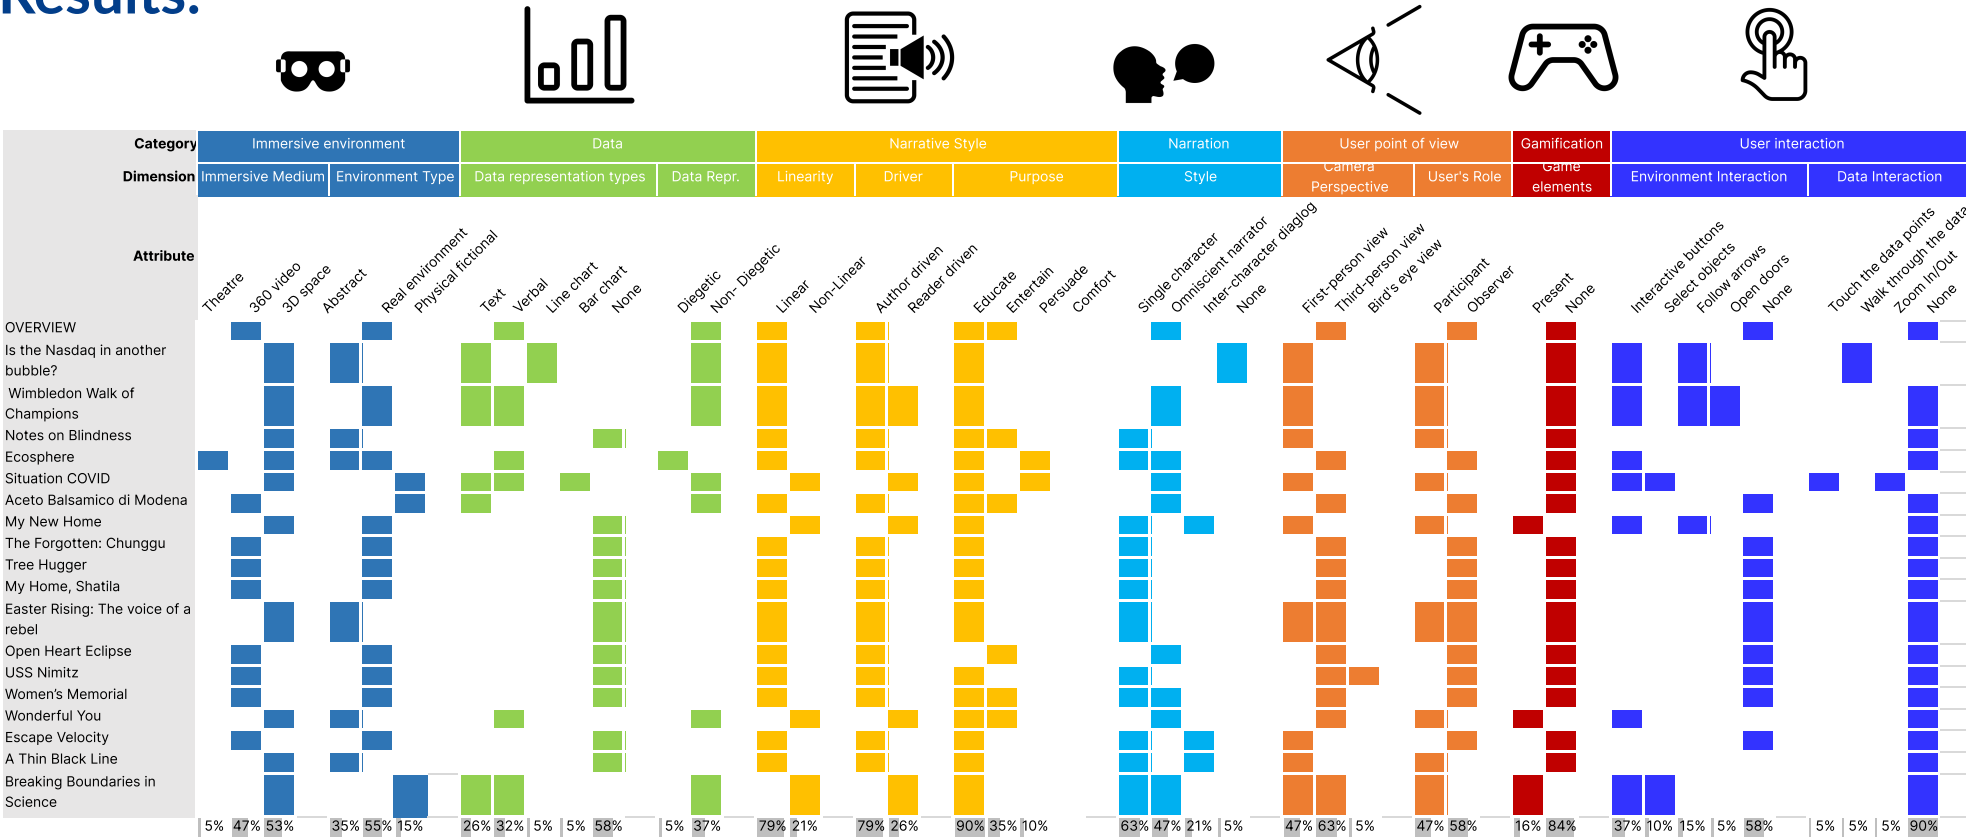 Results:
Category Immersive environment Data Narrative Style Narration User point of view Gamification User interaction
Dimension Immersive Medium Environment Type Data representation types Data Repr. Linearity Driver Purpose Style Camera Perspective User's Role Game elements Environment Interaction Data Interaction
Attribute Theatre 360 video 3D space Abstract Real environment Physical fictional Text Verbal Line chart Bar chart None Diegetic Non- Diegetic Linear Non-Linear Author driven Reader driven Educate Entertain Persuade Comfort Single character Omniscient narrator Inter-character diaglog None First-person view Third-person view Bird's eye view Participant Observer Present None Interactive buttons Select objects Follow arrows Open doors None Touch the data points Walk through the data Zoom In/Out None
OVERVIEW
Is the Nasdaq in another
bubble?
Wimbledon Walk of
Champions
Notes on Blindness
Ecosphere
Situation COVID
Aceto Balsamico di Modena
My New Home
The Forgotten: Chunggu
Tree Hugger
My Home, Shatila
Easter Rising: The voice of a
rebel
Open Heart Eclipse
USS Nimitz
Women's Memorial
Wonderful You
Escape Velocity
A Thin Black Line
Breaking Boundaries in
Science
5% 47% 53% 35% 55% 15% 26% 32% 5% 5% 58% 5% 37% 79% 21% 79% 26% 90% 35% 10% 63% 47% 21% 5% 47% 63% 5% 47% 58% 16% 84% 37% 10% 15% 5% 58% 5% 5% 5% 90%